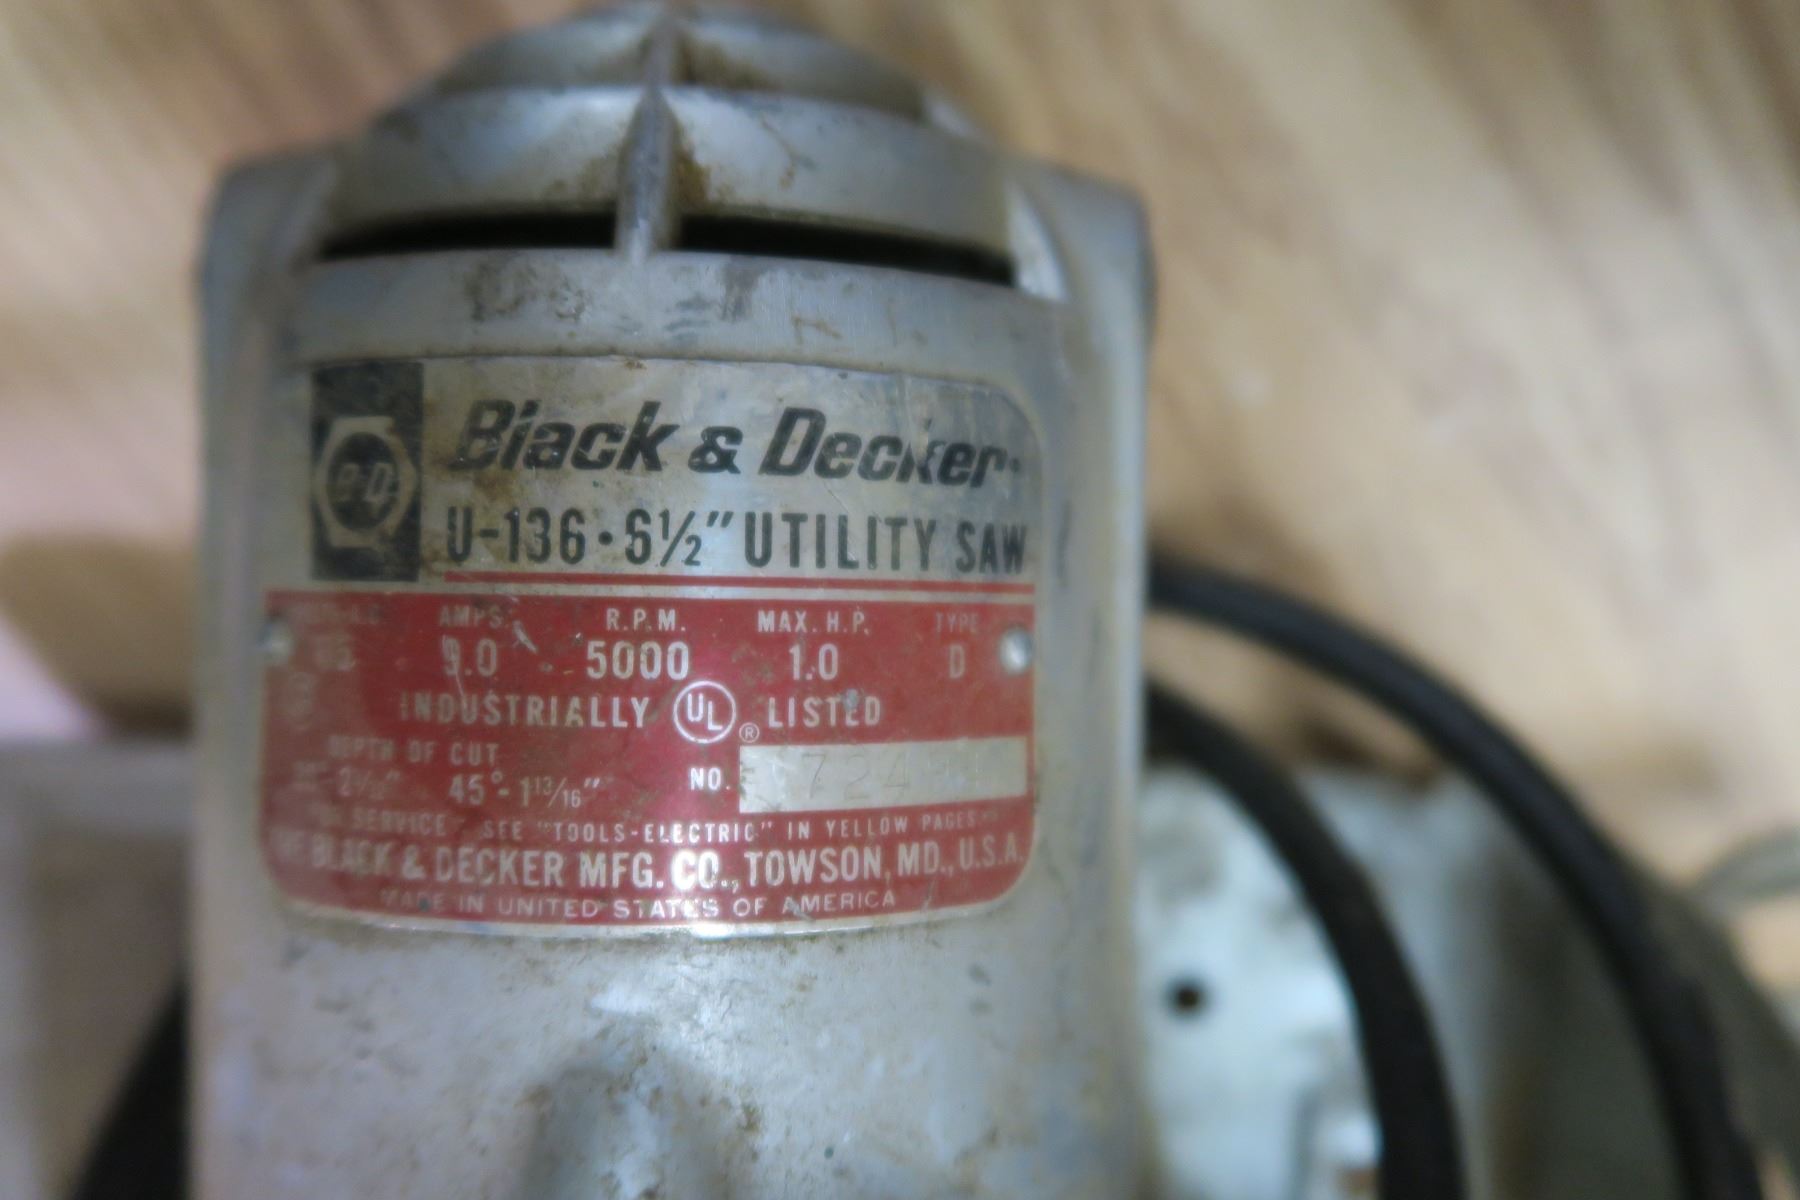 Black & Decker
B-D
U-136 • 6½" UTILITY SAW
AMPS. R.P.M. MAX. H.P. TYPE
9.0 5000 1.0 D
INDUSTRIALLY UL ® LISTED
DEPTH OF CUT
45°-1 13/16" NO.
SERVICE SEE "TOOLS-ELECTRIC" IN YELLOW PAGES
BLACK & DECKER MFG. CO., TOWSON, MD., U.S.A.
MADE IN UNITED STATES OF AMERICA